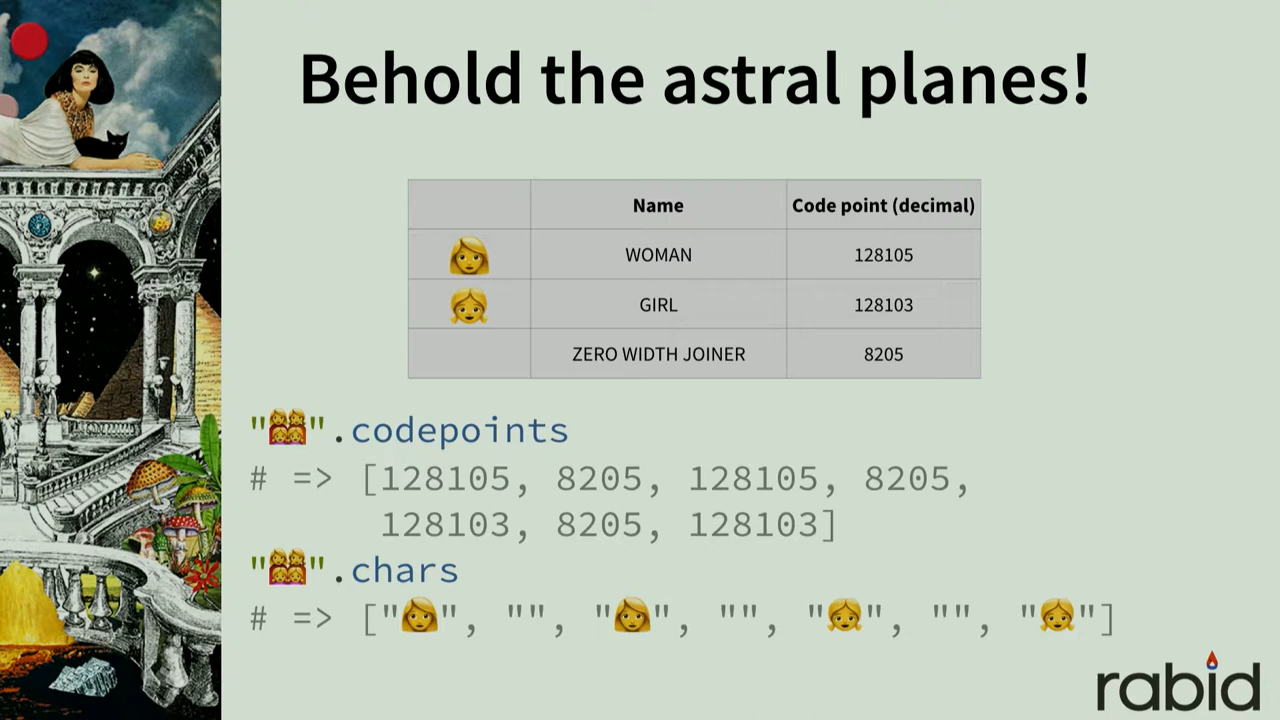 Behold the astral planes!
Name Code point (decimal)
👩 WOMAN 128105
👧 GIRL 128103
ZERO WIDTH JOINER 8205
"👩‍👩‍👧‍👧".codepoints
# => [128105, 8205, 128105, 8205,
128103, 8205, 128103]
"👩‍👩‍👧‍👧".chars
# => ["👩", "", "👩", "", "👧", "", "👧"]
rabid